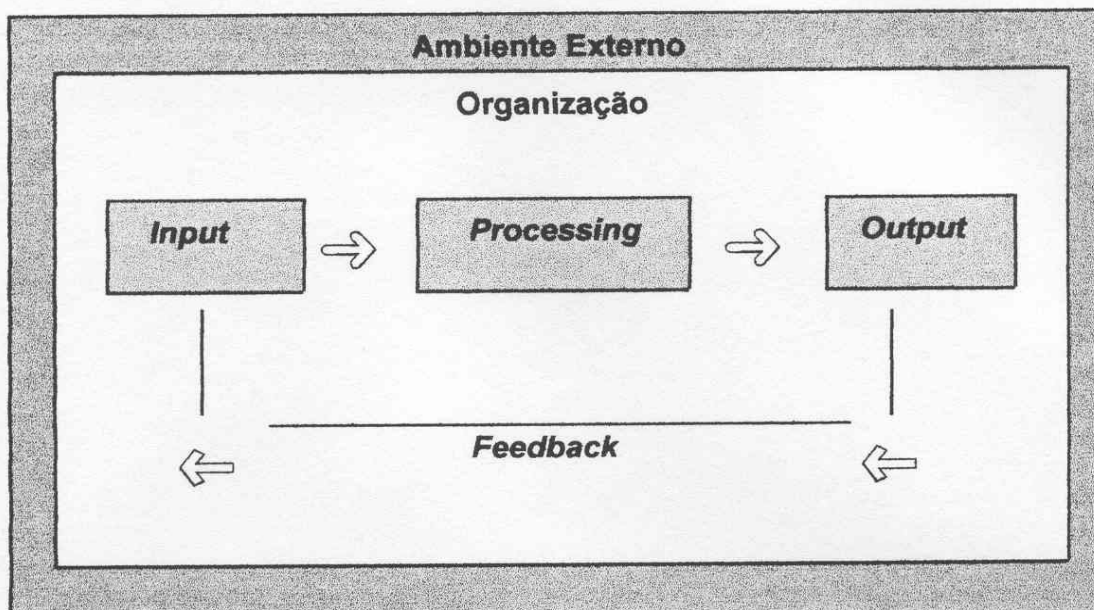 Ambiente Externo
Organização
Input
Processing
Output
Feedback